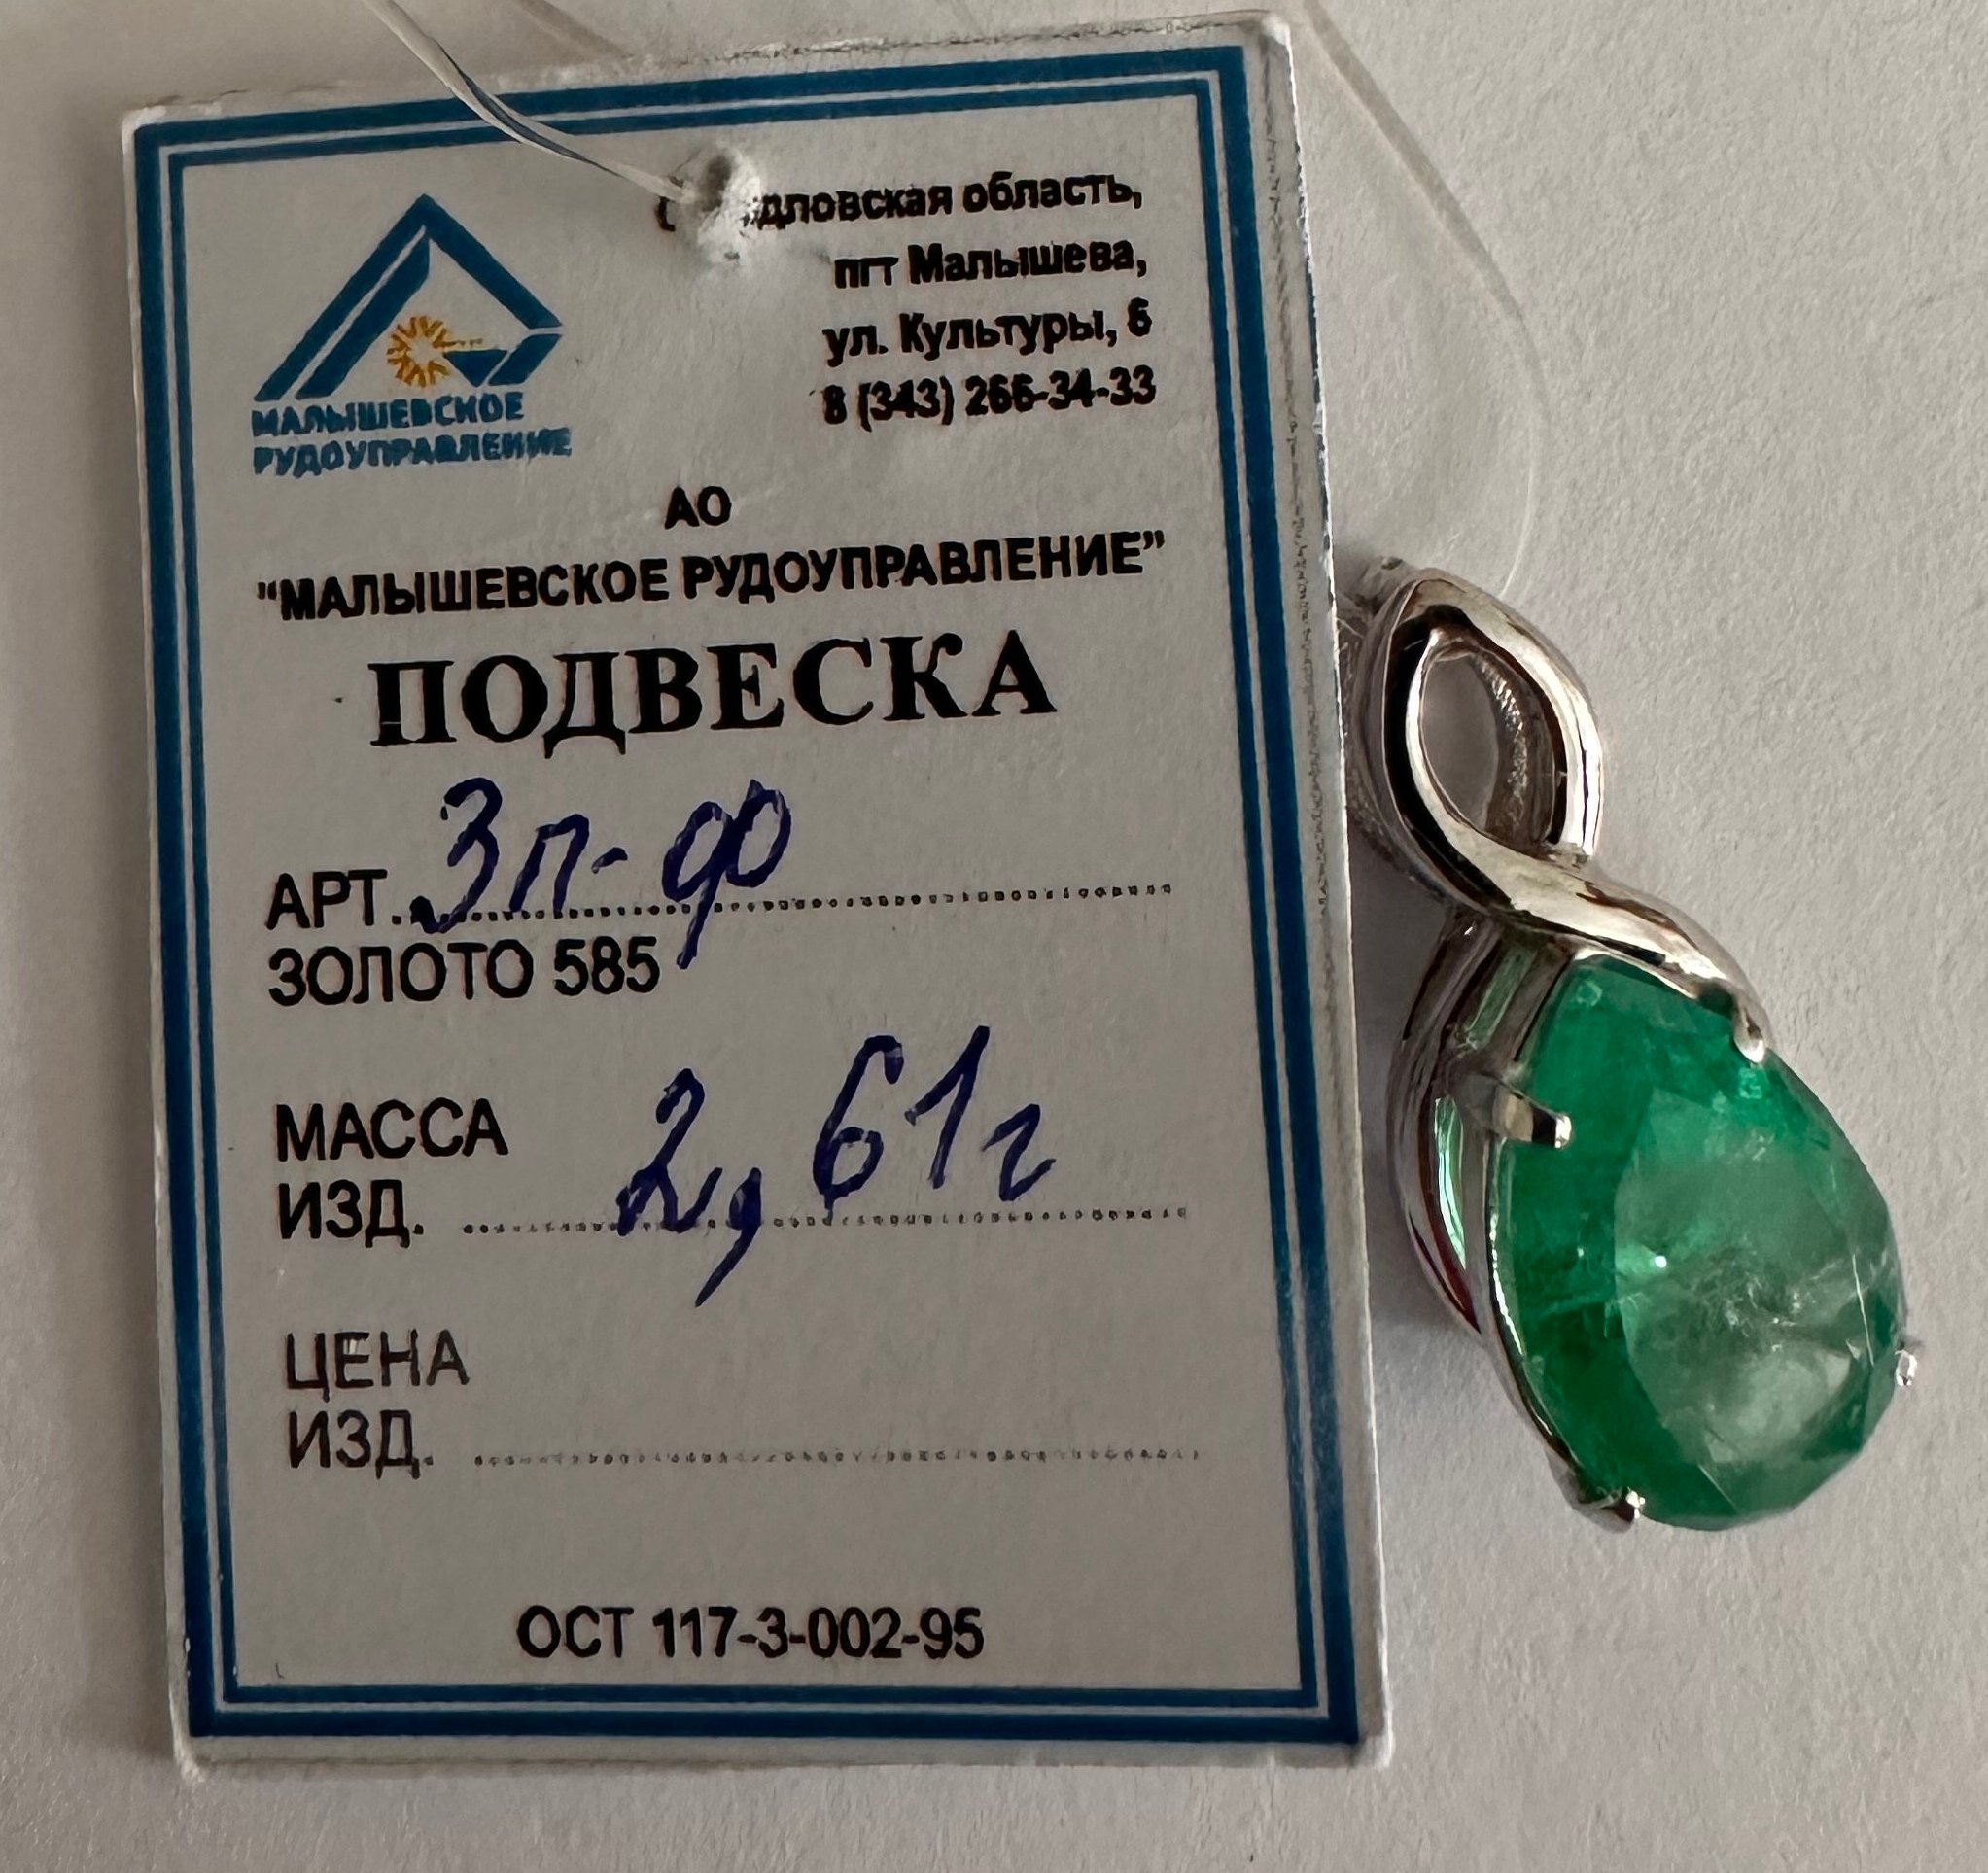 дловская область,
пгт Малышева,
ул. Культуры, 6
8 (343) 266-34-33
МАЛЫШЕВСКОЕ
РУДОУПРАВЛЕНИЕ
АО
"МАЛЫШЕВСКОЕ РУДОУПРАВЛЕНИЕ”
ПОДВЕСКА
АРТ. 3п-90
ЗОЛОТО 585
МАССА
ИЗД. 2,61г
ЦЕНА
ИЗД.
ОСТ 117-3-002-95